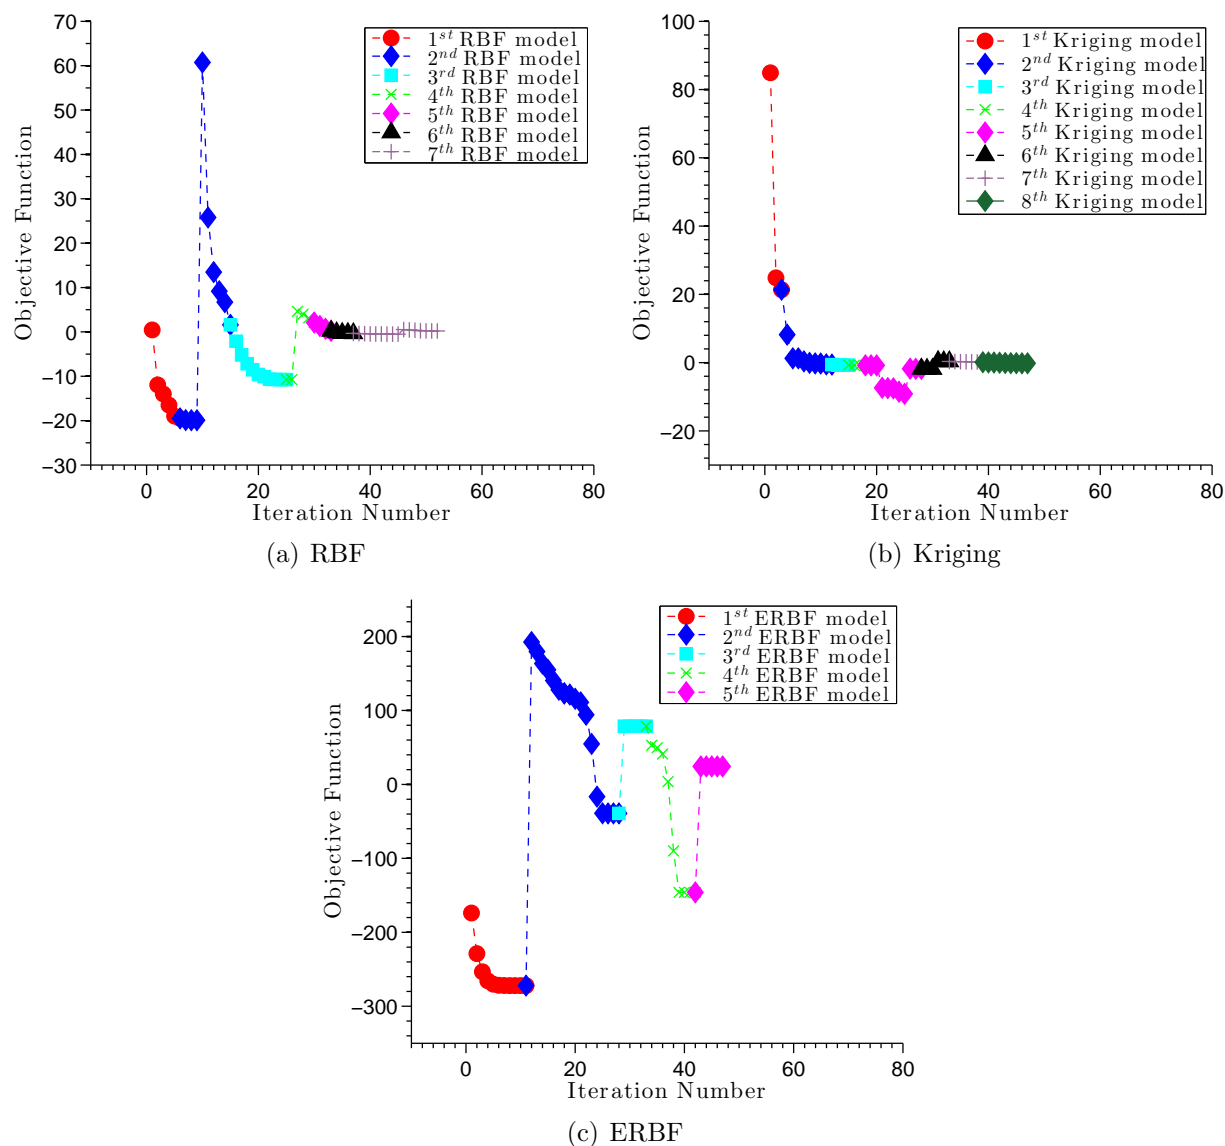 70
60
50
40
30
20
10
0
−10
−20
−30
0
20
40
60
80
Objective Function
Iteration Number
1st RBF model
2nd RBF model
3rd RBF model
4th RBF model
5th RBF model
6th RBF model
7th RBF model
(a) RBF
100
80
60
40
20
0
−20
0
20
40
60
80
Objective Function
Iteration Number
1st Kriging model
2nd Kriging model
3rd Kriging model
4th Kriging model
5th Kriging model
6th Kriging model
7th Kriging model
8th Kriging model
(b) Kriging
200
100
0
−100
−200
−300
0
20
40
60
80
Objective Function
Iteration Number
1st ERBF model
2nd ERBF model
3rd ERBF model
4th ERBF model
5th ERBF model
(c) ERBF